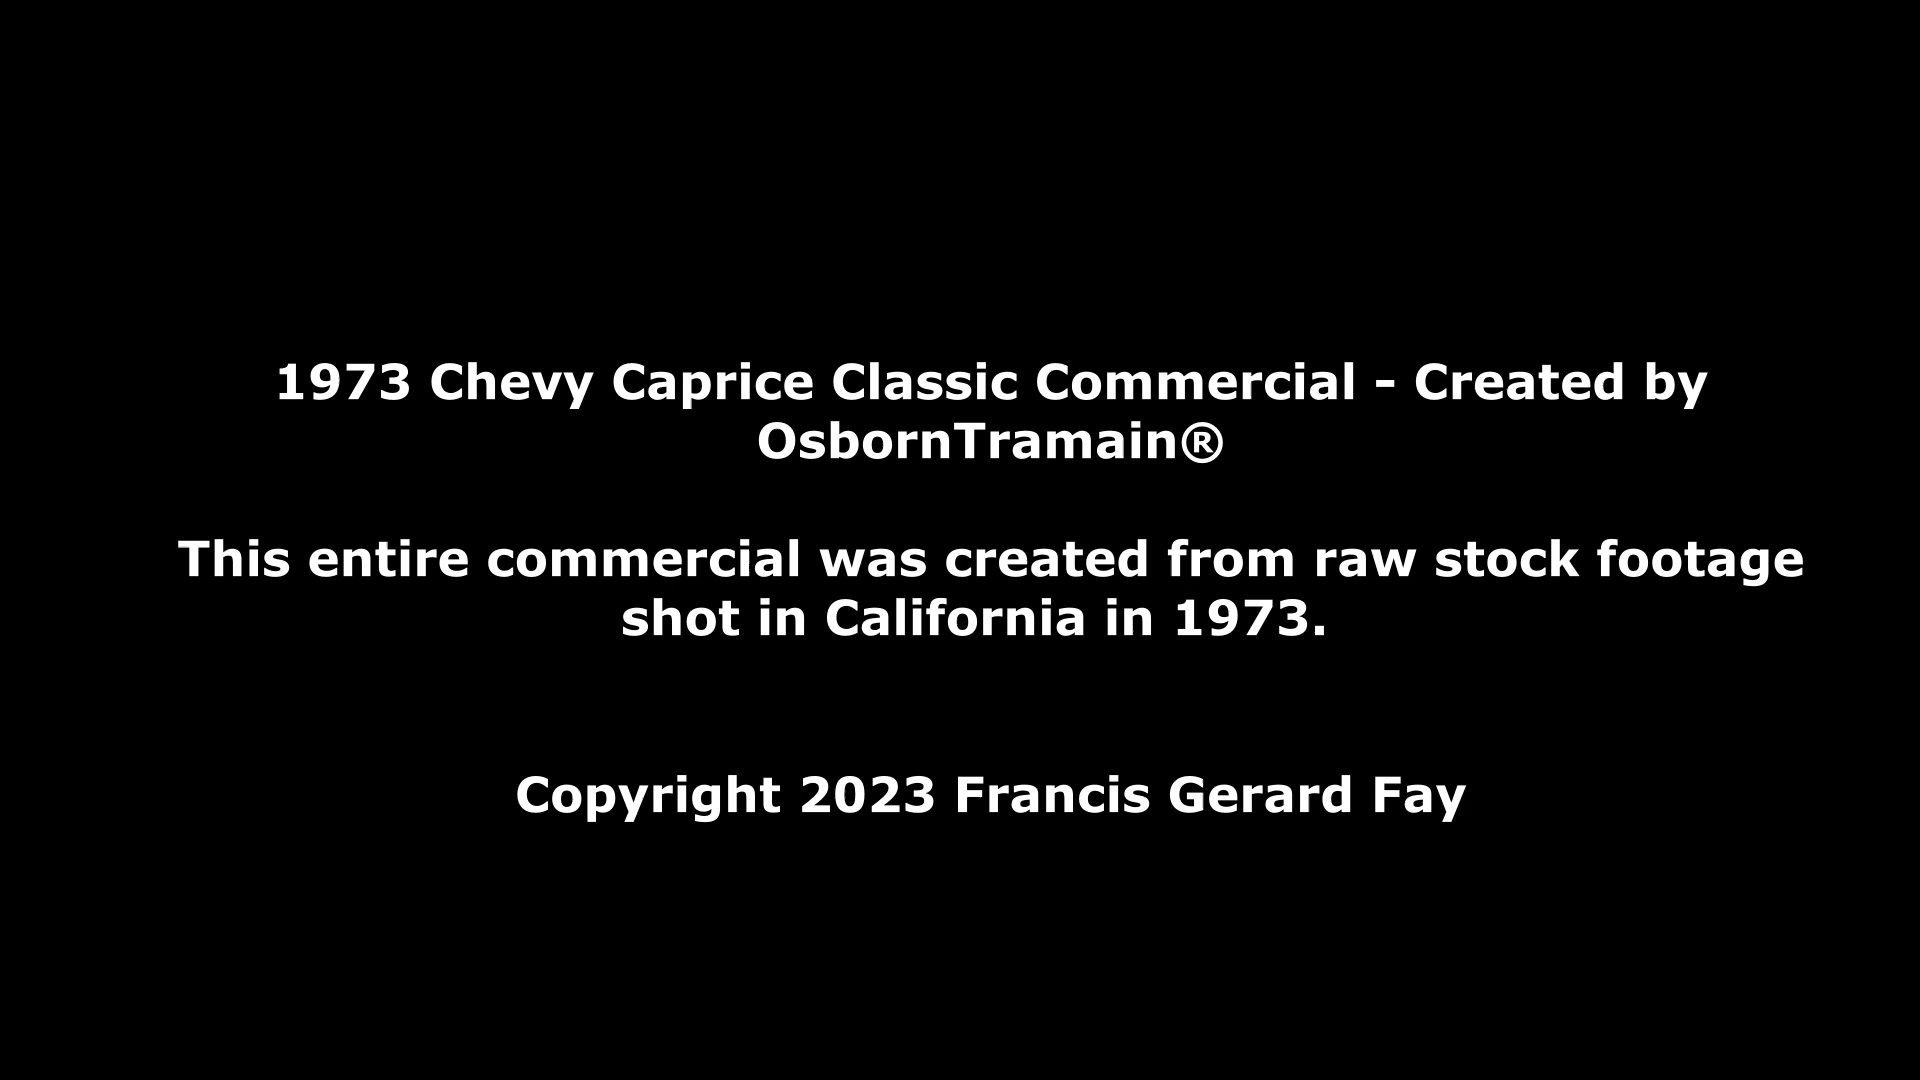 1973 Chevy Caprice Classic Commercial - Created by
OsbornTramain®
This entire commercial was created from raw stock footage
shot in California in 1973.
Copyright 2023 Francis Gerard Fay